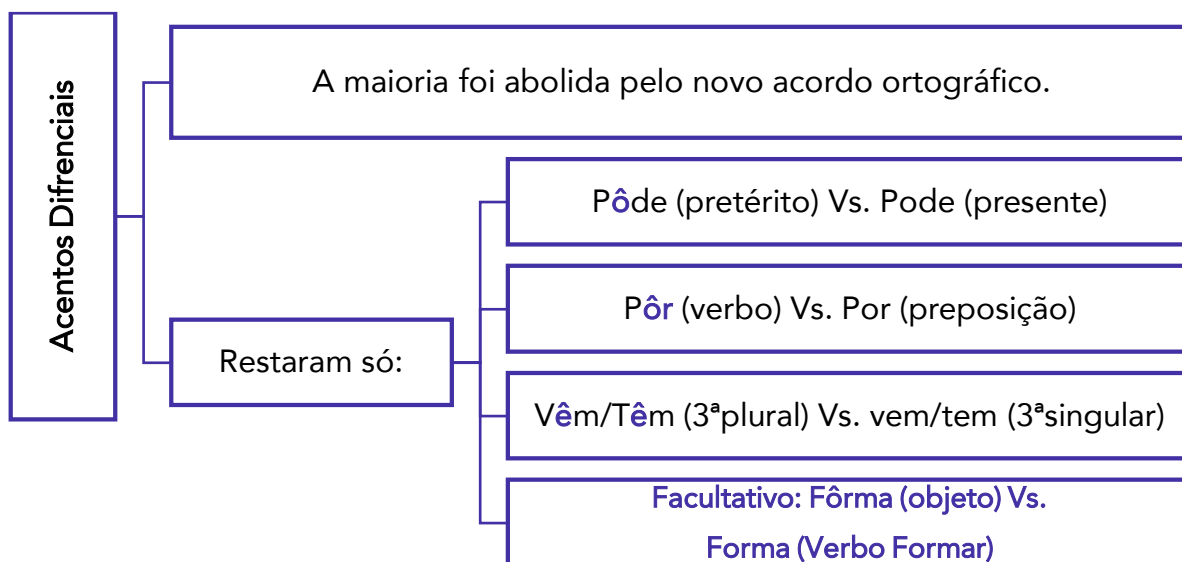 Acentos Difrenciais
A maioria foi abolida pelo novo acordo ortográfico.
Restaram só:
Pôde (pretérito) Vs. Pode (presente)
Pôr (verbo) Vs. Por (preposição)
Vêm/Têm (3ªplural) Vs. vem/tem (3ªsingular)
Facultativo: Fôrma (objeto) Vs.
Forma (Verbo Formar)